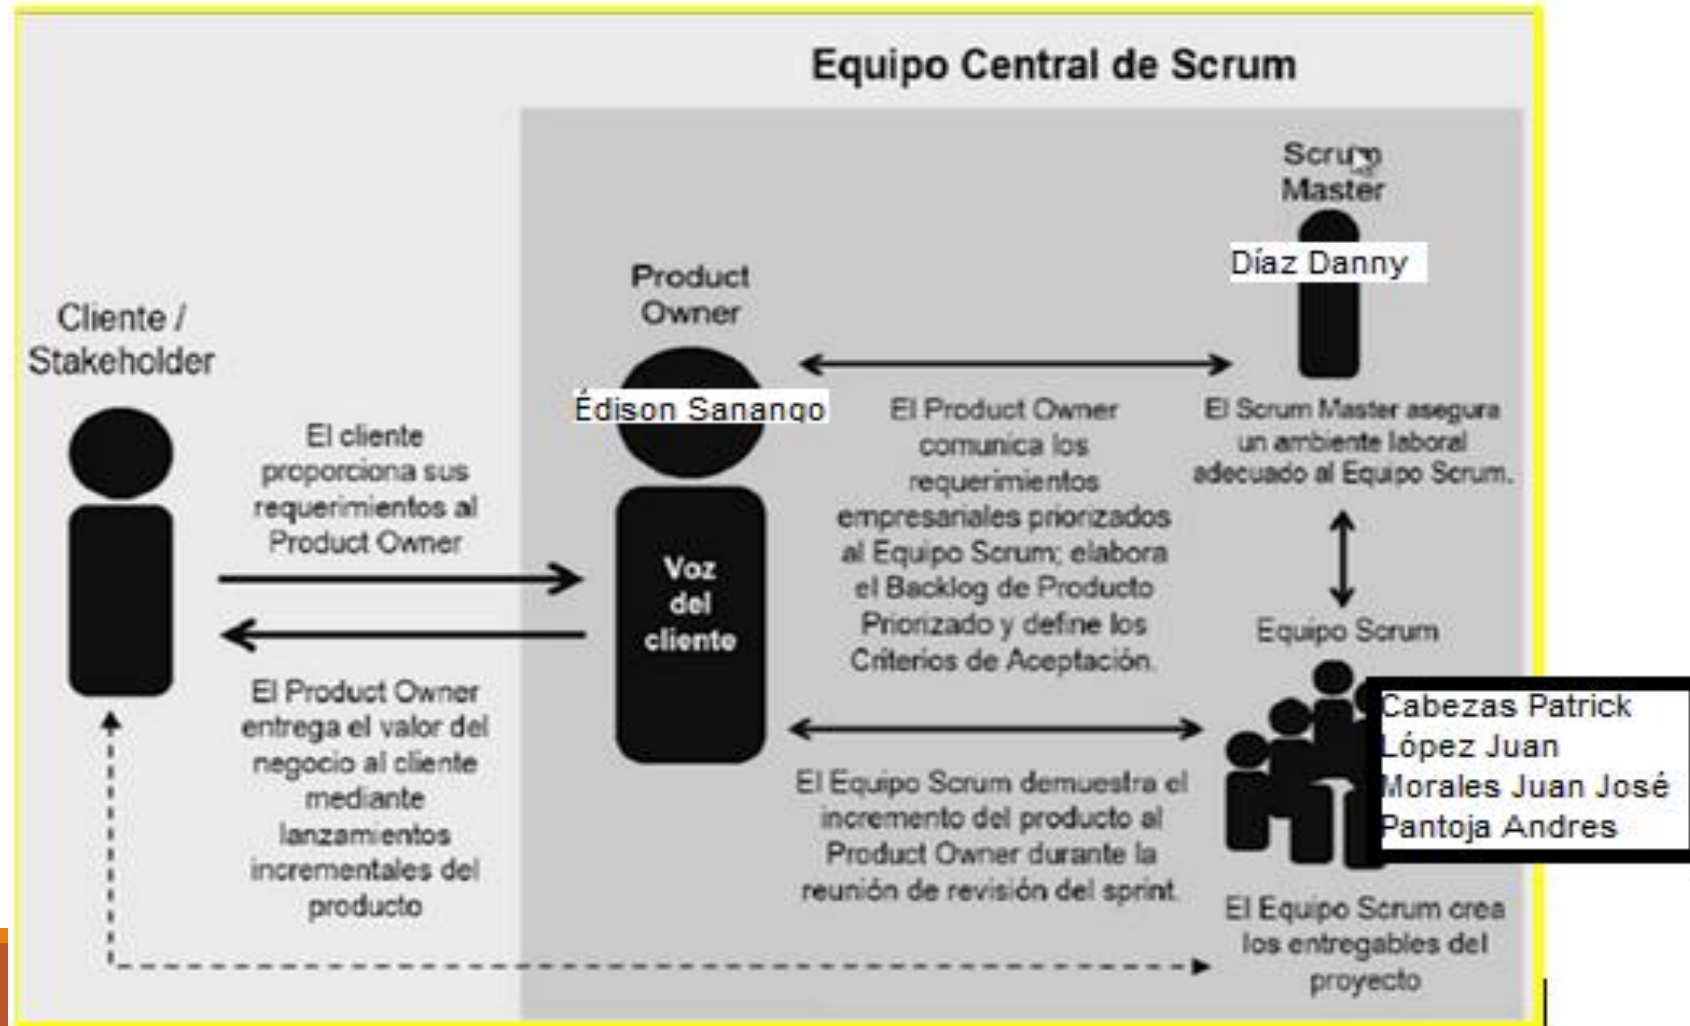 Equipo Central de Scrum
Scrum
Master
Díaz Danny
Product
Owner
Édison Sanango
Cliente /
Stakeholder
El cliente
proporciona sus
requerimientos al
Product Owner
El Product Owner
entrega el valor del
negocio al cliente
mediante
lanzamientos
incrementales del
producto
Voz
del
cliente
El Product Owner
comunica los
requerimientos
empresariales priorizados
al Equipo Scrum; elabora
el Backlog de Producto
Priorizado y define los
Criterios de Aceptación.
El Scrum Master asegura
un ambiente laboral
adecuado al Equipo Scrum.
Equipo Scrum
Cabezas Patrick
López Juan
Morales Juan José
Pantoja Andres
El Equipo Scrum demuestra el
incremento del producto al
Product Owner durante la
reunión de revisión del sprint.
El Equipo Scrum crea
los entregables del
proyecto